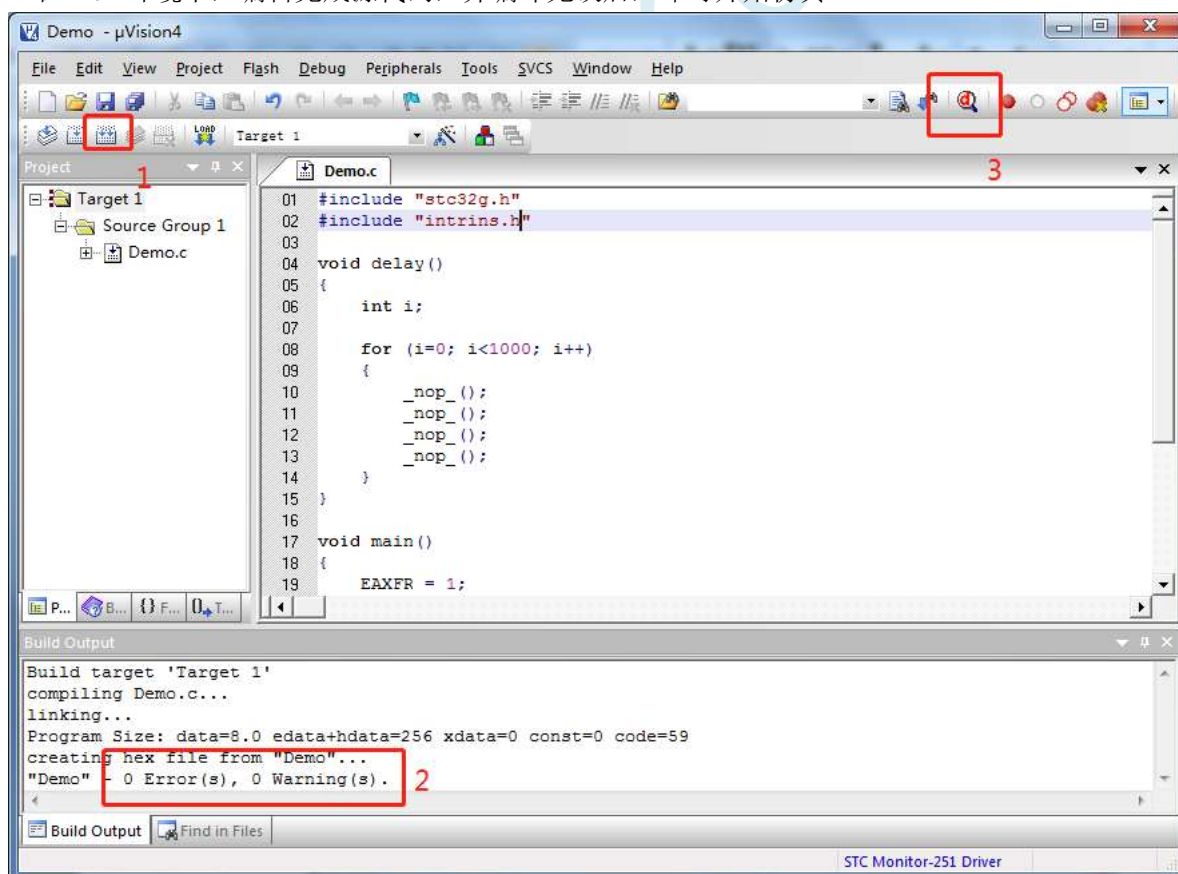 Demo - µVision4
File Edit View Project Flash Debug Peripherals Tools SVCS Window Help
LOAD Target 1
1
3
Project
Demo.c
Target 1
Source Group 1
Demo.c
01 #include "stc32g.h"
02 #include "intrins.h"
03
04 void delay()
05 {
06 int i;
07
08 for (i=0; i<1000; i++)
09 {
10 _nop_();
11 _nop_();
12 _nop_();
13 _nop_();
14 }
15 }
16
17 void main()
18 {
19 EAXFR = 1;
P... B... {} F... 0→T...
Build Output
Build target 'Target 1'
compiling Demo.c...
linking...
Program Size: data=8.0 edata+hdata=256 xdata=0 const=0 code=59
creating hex file from "Demo"...
"Demo" - 0 Error(s), 0 Warning(s).
2
Build Output Find in Files
STC Monitor-251 Driver